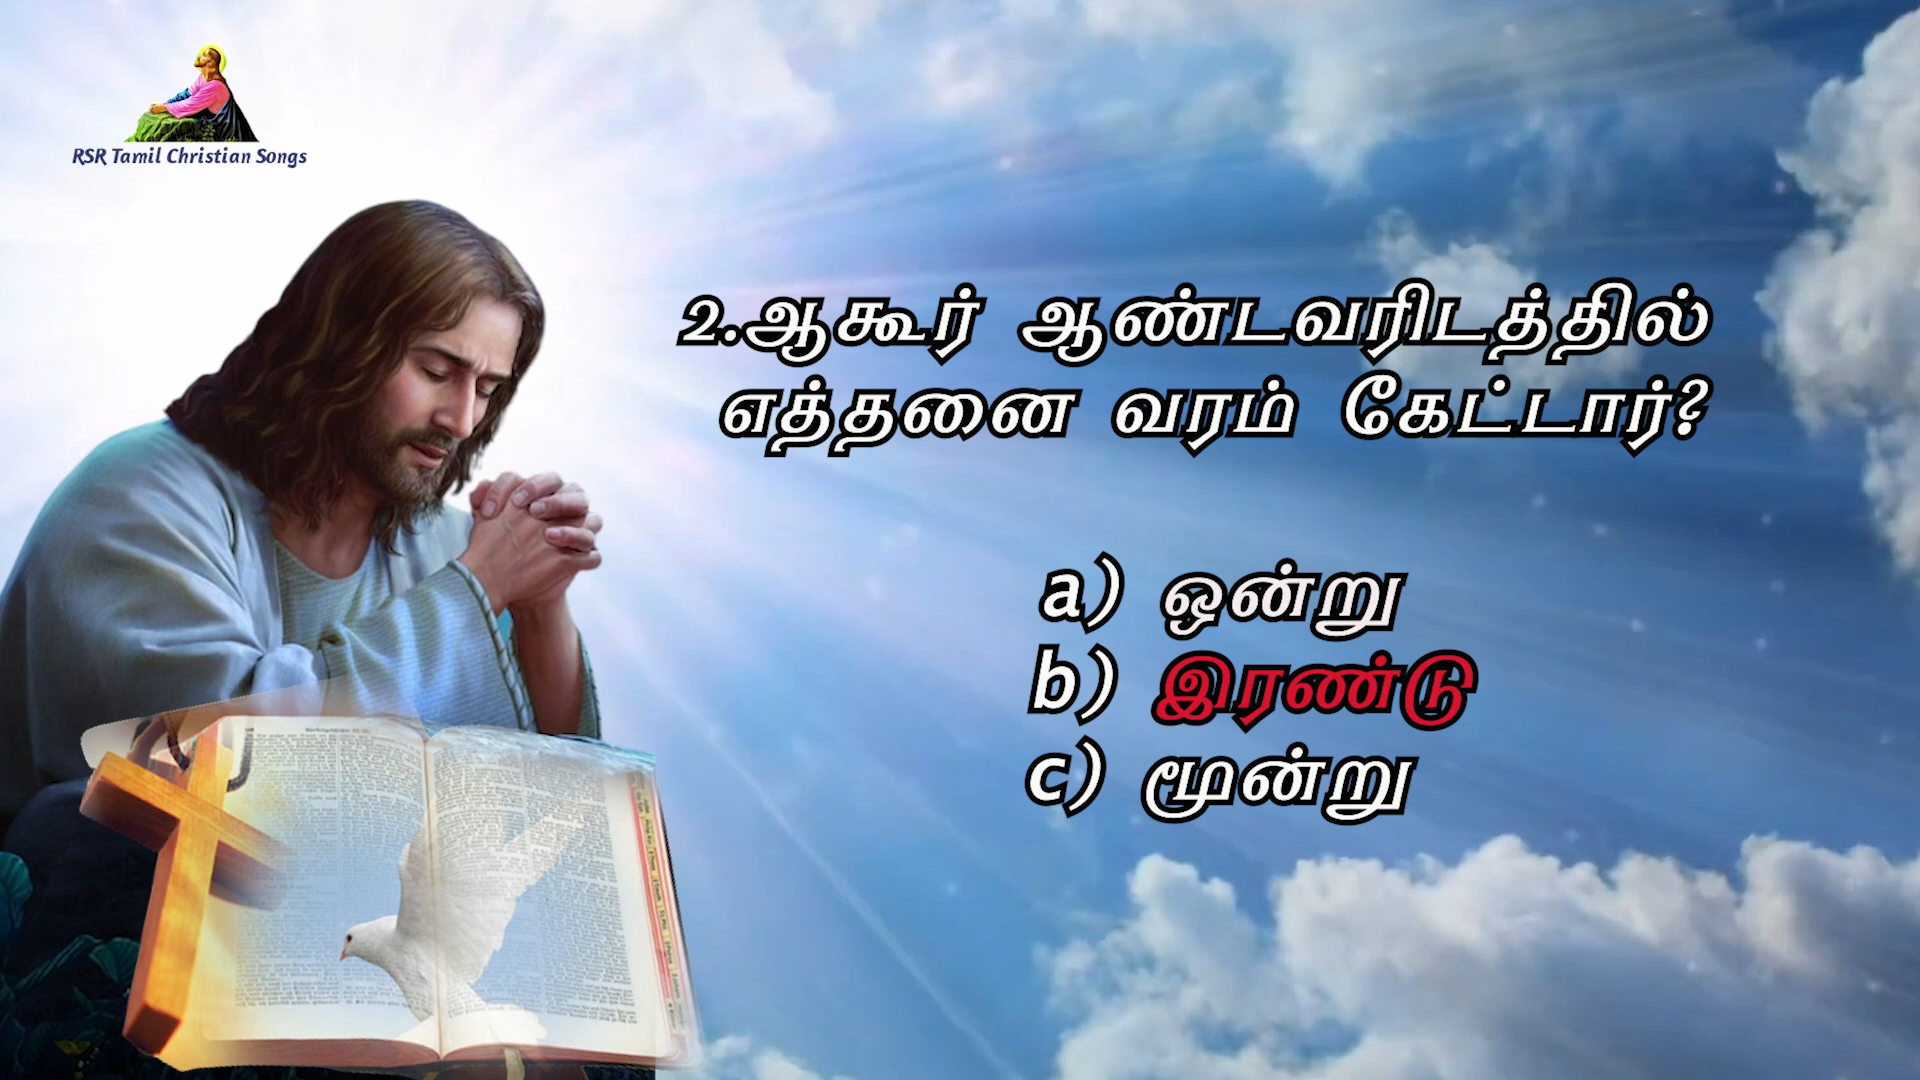 RSR Tamil Christian Songs
2.ஆகூர் ஆண்டவரிடத்தில்
எத்தனை வரம் கேட்டார்?
a) ஒன்று
b) இரண்டு
c) மூன்று